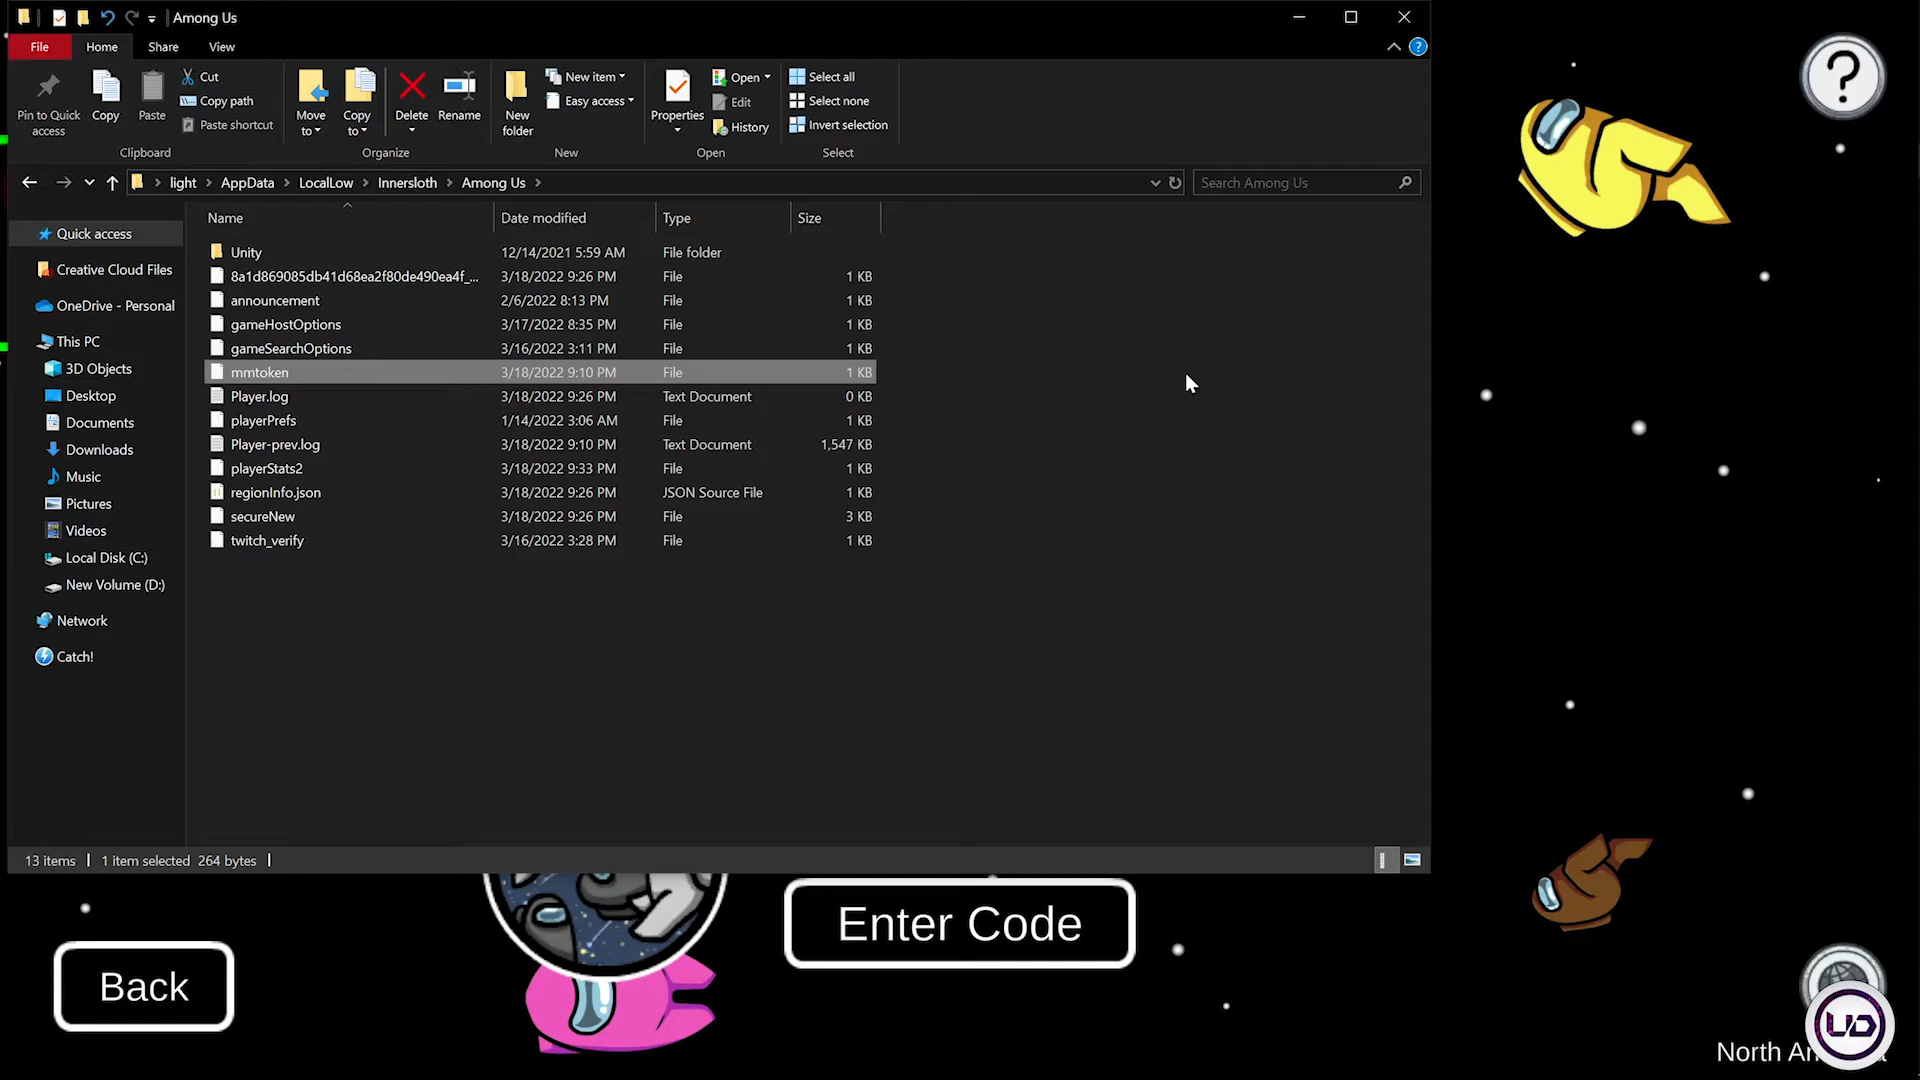 Among Us
File Home Share View
Pin to Quick access
Copy
Paste
Cut
Copy path
Paste shortcut
Clipboard
Move to
Copy to
Delete
Rename
Organize
New folder
New item
Easy access
New
Properties
Open
Edit
History
Open
Select all
Select none
Invert selection
Select
light > AppData > LocalLow > Innersloth > Among Us >
Search Among Us
Name Date modified Type Size
Quick access
Creative Cloud Files
OneDrive - Personal
This PC
3D Objects
Desktop
Documents
Downloads
Music
Pictures
Videos
Local Disk (C:)
New Volume (D:)
Network
Catch!
Unity 12/14/2021 5:59 AM File folder
8a1d869085db41d68ea2f80de490ea4f_... 3/18/2022 9:26 PM File 1 KB
announcement 2/6/2022 8:13 PM File 1 KB
gameHostOptions 3/17/2022 8:35 PM File 1 KB
gameSearchOptions 3/16/2022 3:11 PM File 1 KB
mmtoken 3/18/2022 9:10 PM File 1 KB
Player.log 3/18/2022 9:26 PM Text Document 0 KB
playerPrefs 1/14/2022 3:06 AM File 1 KB
Player-prev.log 3/18/2022 9:10 PM Text Document 1,547 KB
playerStats2 3/18/2022 9:33 PM File 1 KB
regionInfo.json 3/18/2022 9:26 PM JSON Source File 1 KB
secureNew 3/18/2022 9:26 PM File 3 KB
twitch_verify 3/16/2022 3:28 PM File 1 KB
13 items 1 item selected 264 bytes
Enter Code
Back
North
UD